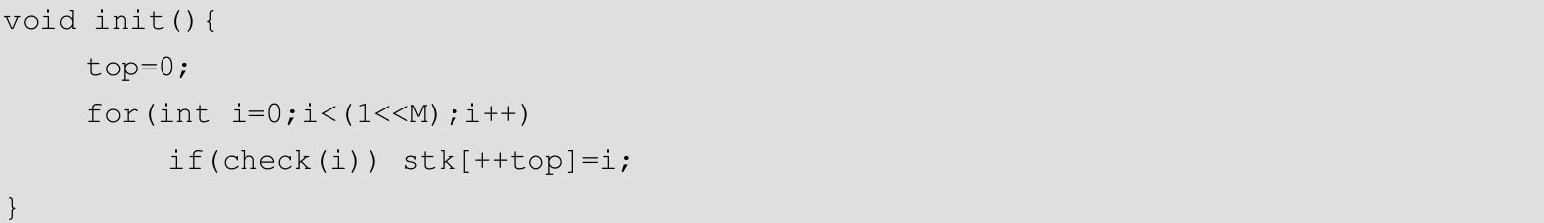 void init(){
top=0;
for(int i=0;i<(1<<M);i++)
if(check(i)) stk[++top]=i;
}